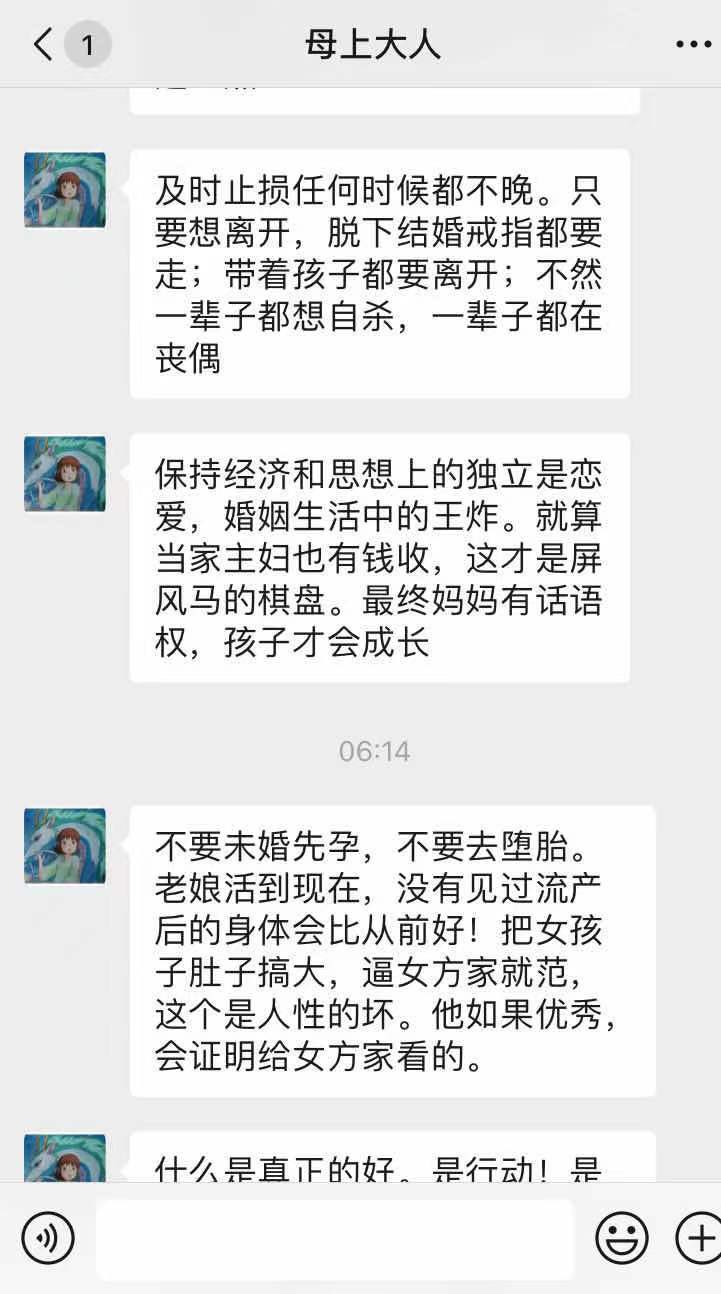 1
母上大人
及时止损任何时候都不晚。只
要想离开，脱下结婚戒指都要
走；带着孩子都要离开；不然
一辈子都想自杀，一辈子都在
丧偶
保持经济和思想上的独立是恋
爱，婚姻生活中的王炸。就算
当家主妇也有钱收，这才是屏
风马的棋盘。最终妈妈有话语
权，孩子才会成长
06:14
不要未婚先孕，不要去堕胎。
老娘活到现在，没有见过流产
后的身体会比从前好！把女孩
子肚子搞大，逼女方家就范，
这个是人性的坏。他如果优秀，
会证明给女方家看的。
什么是真正的好。是行动！是